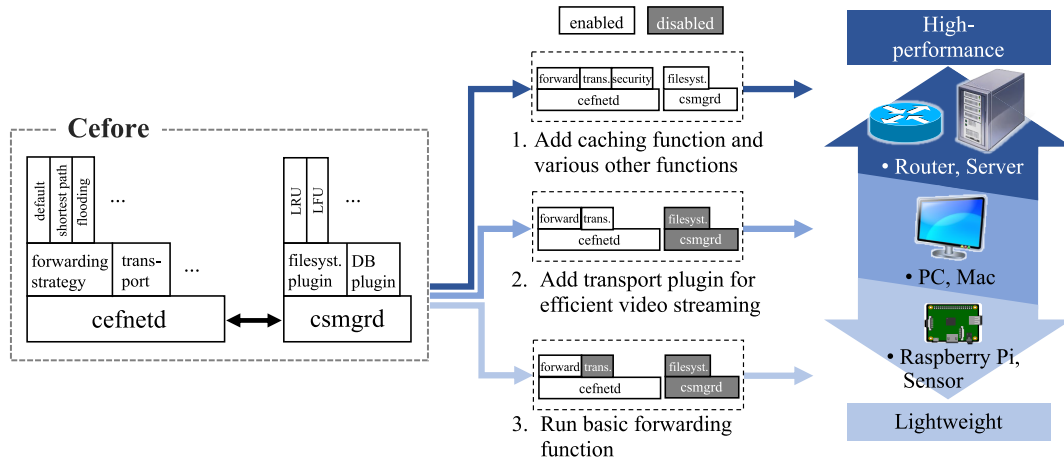 enabled
disabled
High-
performance
forward
trans.
security
filesyst.
cefnetd
csmgrd
1. Add caching function and
various other functions
Cefore
default
shortest path
flooding
...
LRU
LFU
...
forwarding
strategy
trans-
port
...
filesyst.
plugin
DB
plugin
cefnetd
csmgrd
forward
trans.
filesyst.
cefnetd
csmgrd
2. Add transport plugin for
efficient video streaming
forward
trans.
filesyst.
cefnetd
csmgrd
3. Run basic forwarding
function
• Router, Server
• PC, Mac
• Raspberry Pi,
Sensor
Lightweight